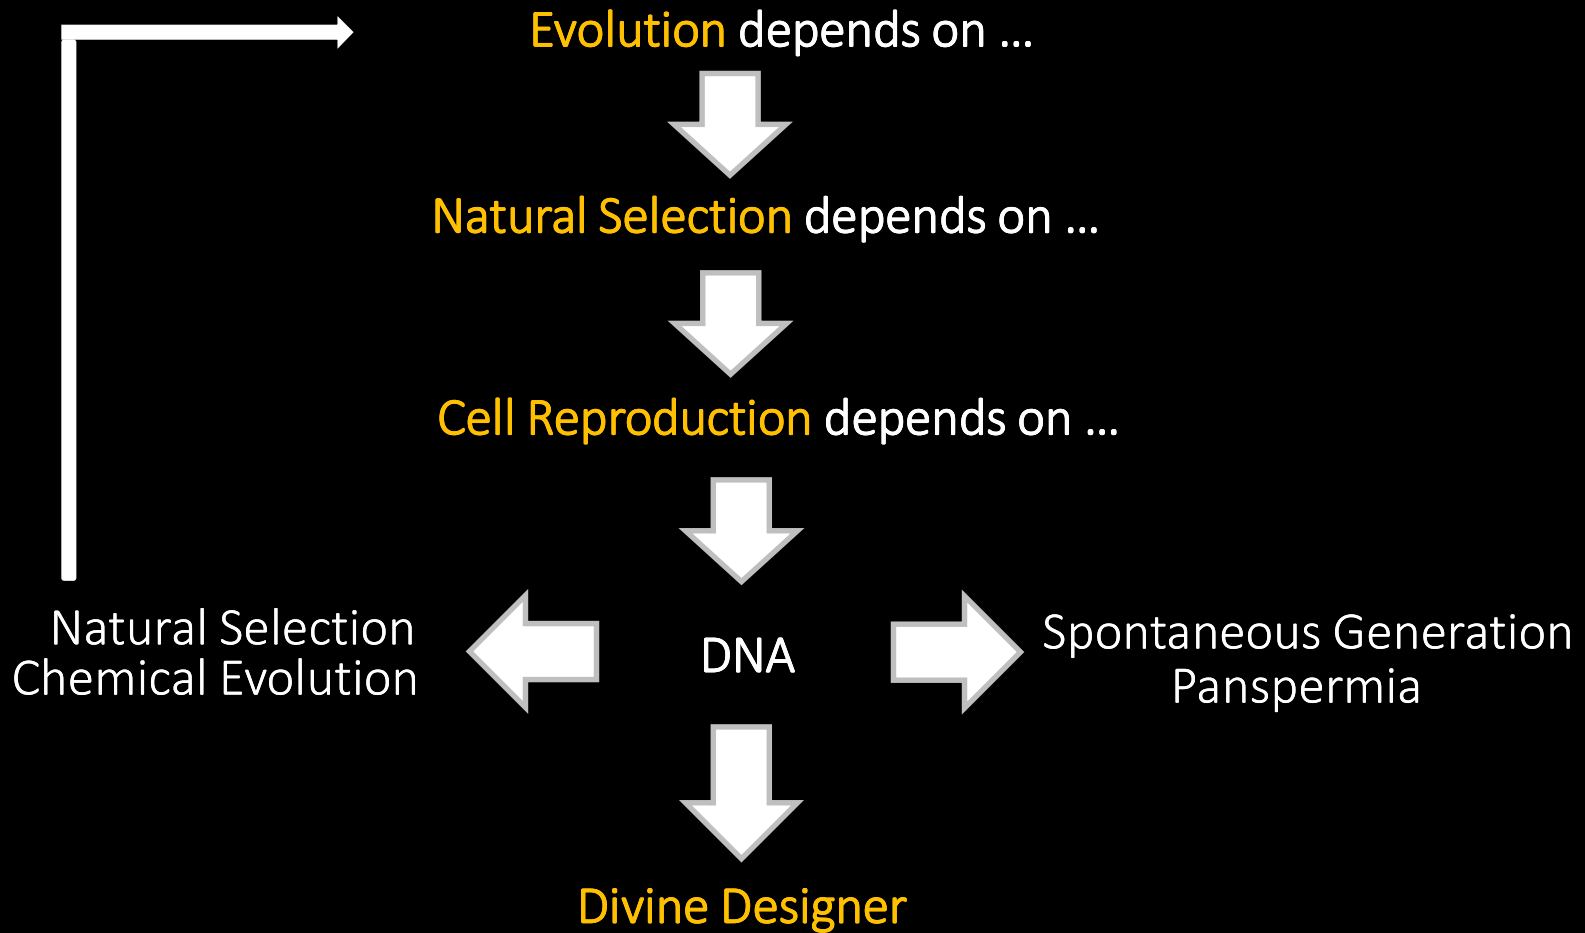 Evolution depends on ...
Natural Selection depends on ...
Cell Reproduction depends on ...
Natural Selection
Chemical Evolution
DNA
Spontaneous Generation
Panspermia
Divine Designer